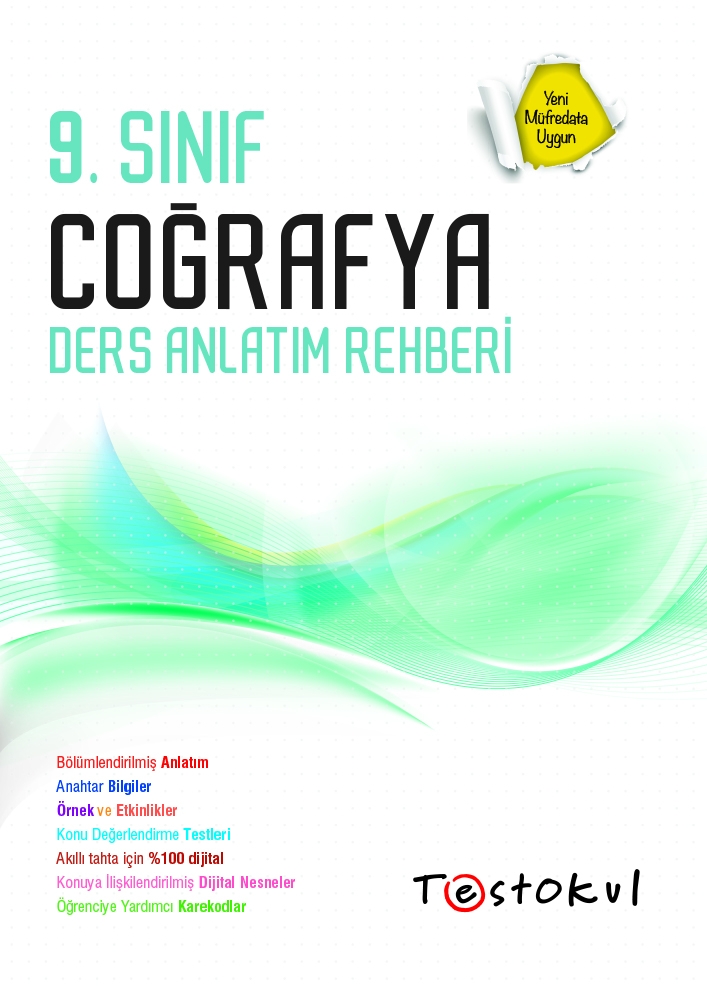 Yeni
Müfredata
Uygun
9. SINIF
COĞRAFYA
DERS ANLATIM REHBERİ
Bölümlendirilmiş Anlatım
Anahtar Bilgiler
Örnek ve Etkinlikler
Konu Değerlendirme Testleri
Akıllı tahta için %100 dijital
Konuya İlişkilendirilmiş Dijital Nesneler
Öğrenciye Yardımcı Karekodlar
Testokul